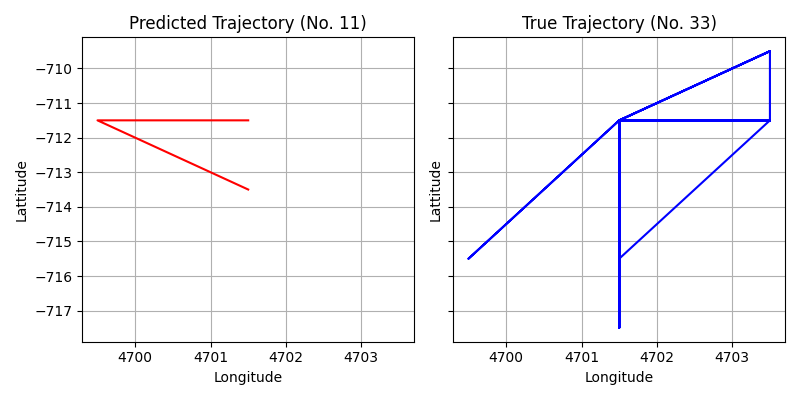 Predicted Trajectory (No. 11)
True Trajectory (No. 33)
Lattitude
−710
−711
−712
−713
−714
−715
−716
−717
4700
4701
4702
4703
Longitude
Lattitude
4700
4701
4702
4703
Longitude